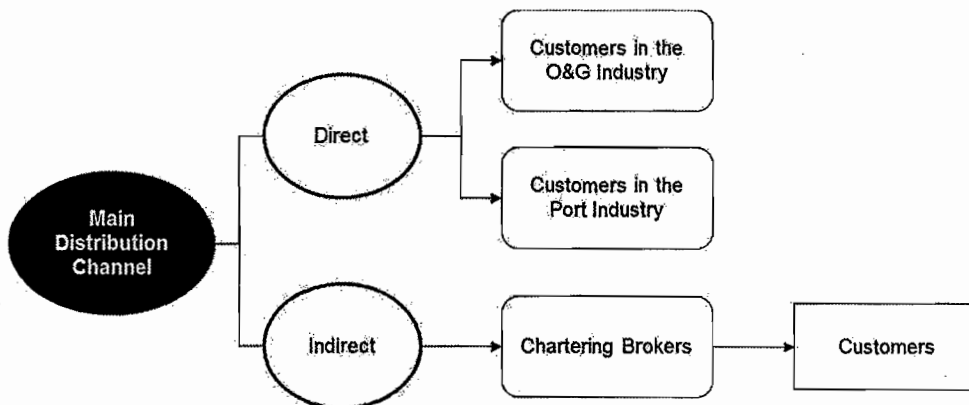 Customers in the
O&G Industry
Direct
Customers in the
Port Industry
Main
Distribution
Channel
Indirect
Chartering Brokers
Customers